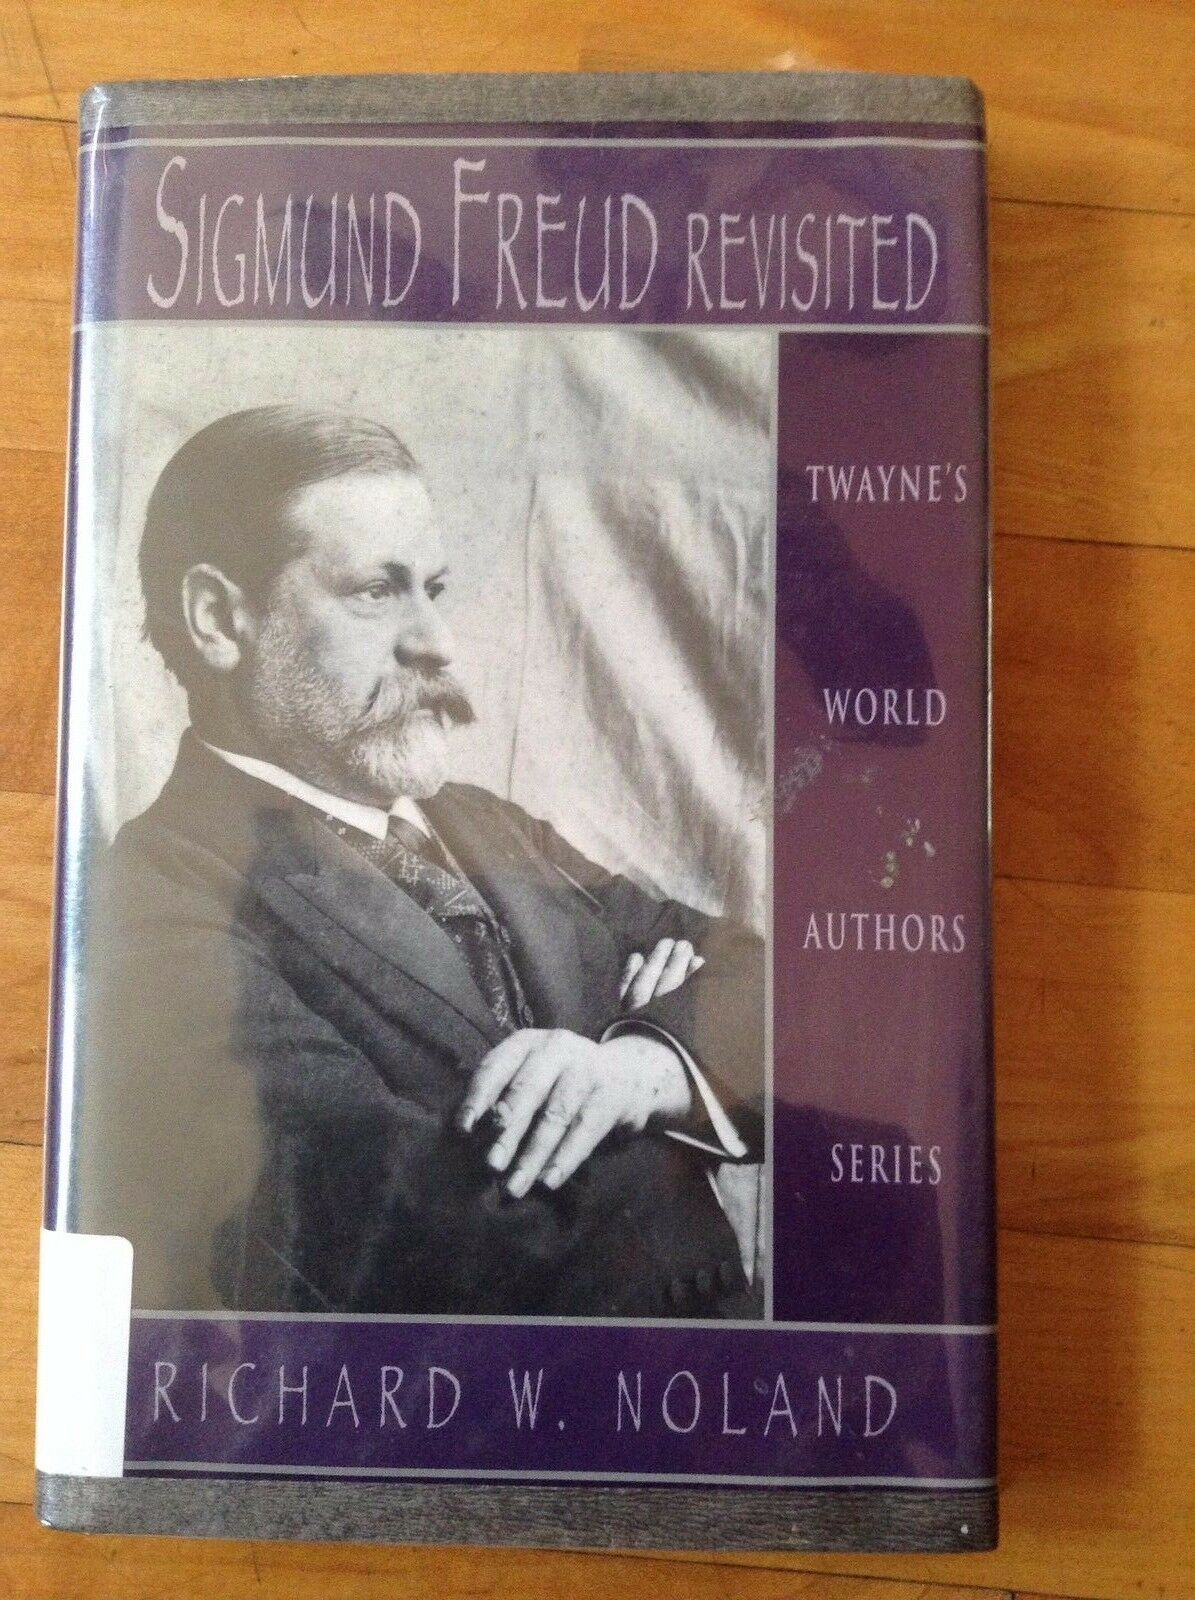 SIGMUND FREUD REVISITED
TWAYNE'S
WORLD
AUTHORS
SERIES
RICHARD W. NOLAND